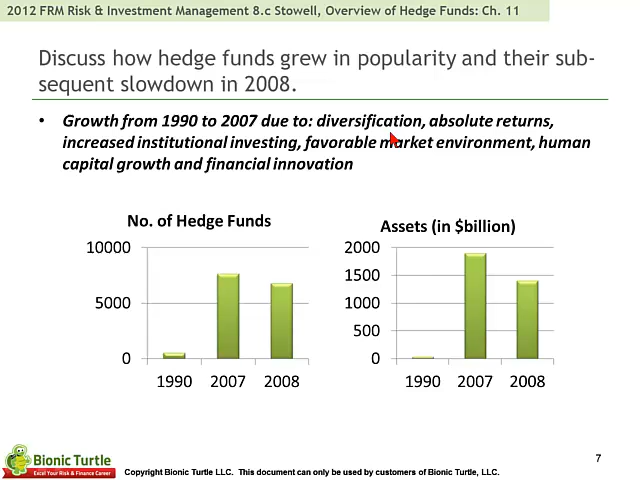 2012 FRM Risk & Investment Management 8.c Stowell, Overview of Hedge Funds: Ch. 11
Discuss how hedge funds grew in popularity and their sub-
sequent slowdown in 2008.
• Growth from 1990 to 2007 due to: diversification, absolute returns,
increased institutional investing, favorable market environment, human
capital growth and financial innovation
No. of Hedge Funds
10000
5000
0
1990 2007 2008
Assets (in $billion)
2000
1500
1000
500
0
1990 2007 2008
Bionic Turtle
Excel Your Risk & Finance Career
Copyright Bionic Turtle LLC. This document can only be used by customers of Bionic Turtle, LLC.
7